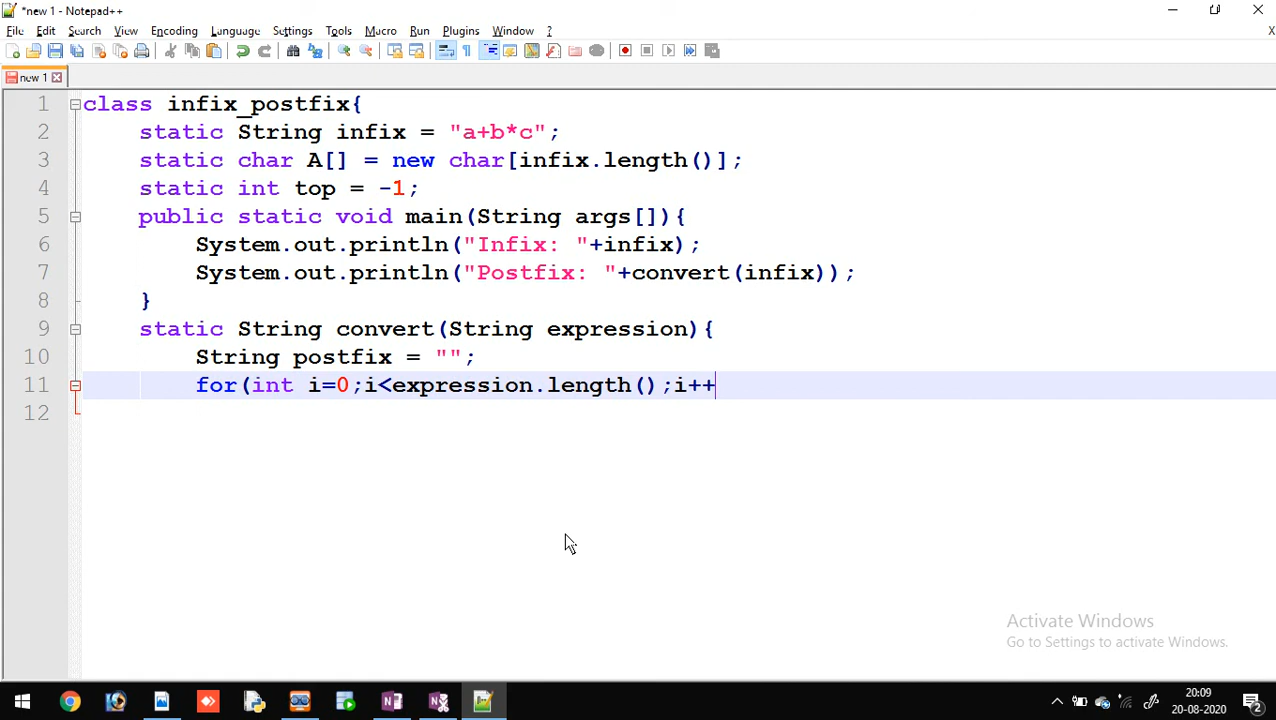 *new 1 - Notepad++
File Edit Search View Encoding Language Settings Tools Macro Run Plugins Window ? X
new 1
1 class infix_postfix{
2 static String infix = "a+b*c";
3 static char A[] = new char[infix.length()];
4 static int top = -1;
5 public static void main(String args[]){
6 System.out.println("Infix: "+infix);
7 System.out.println("Postfix: "+convert(infix));
8 }
9 static String convert(String expression){
10 String postfix = "";
11 for(int i=0;i<expression.length();i++
12
Activate Windows
Go to Settings to activate Windows.
20:09
20-08-2020
2